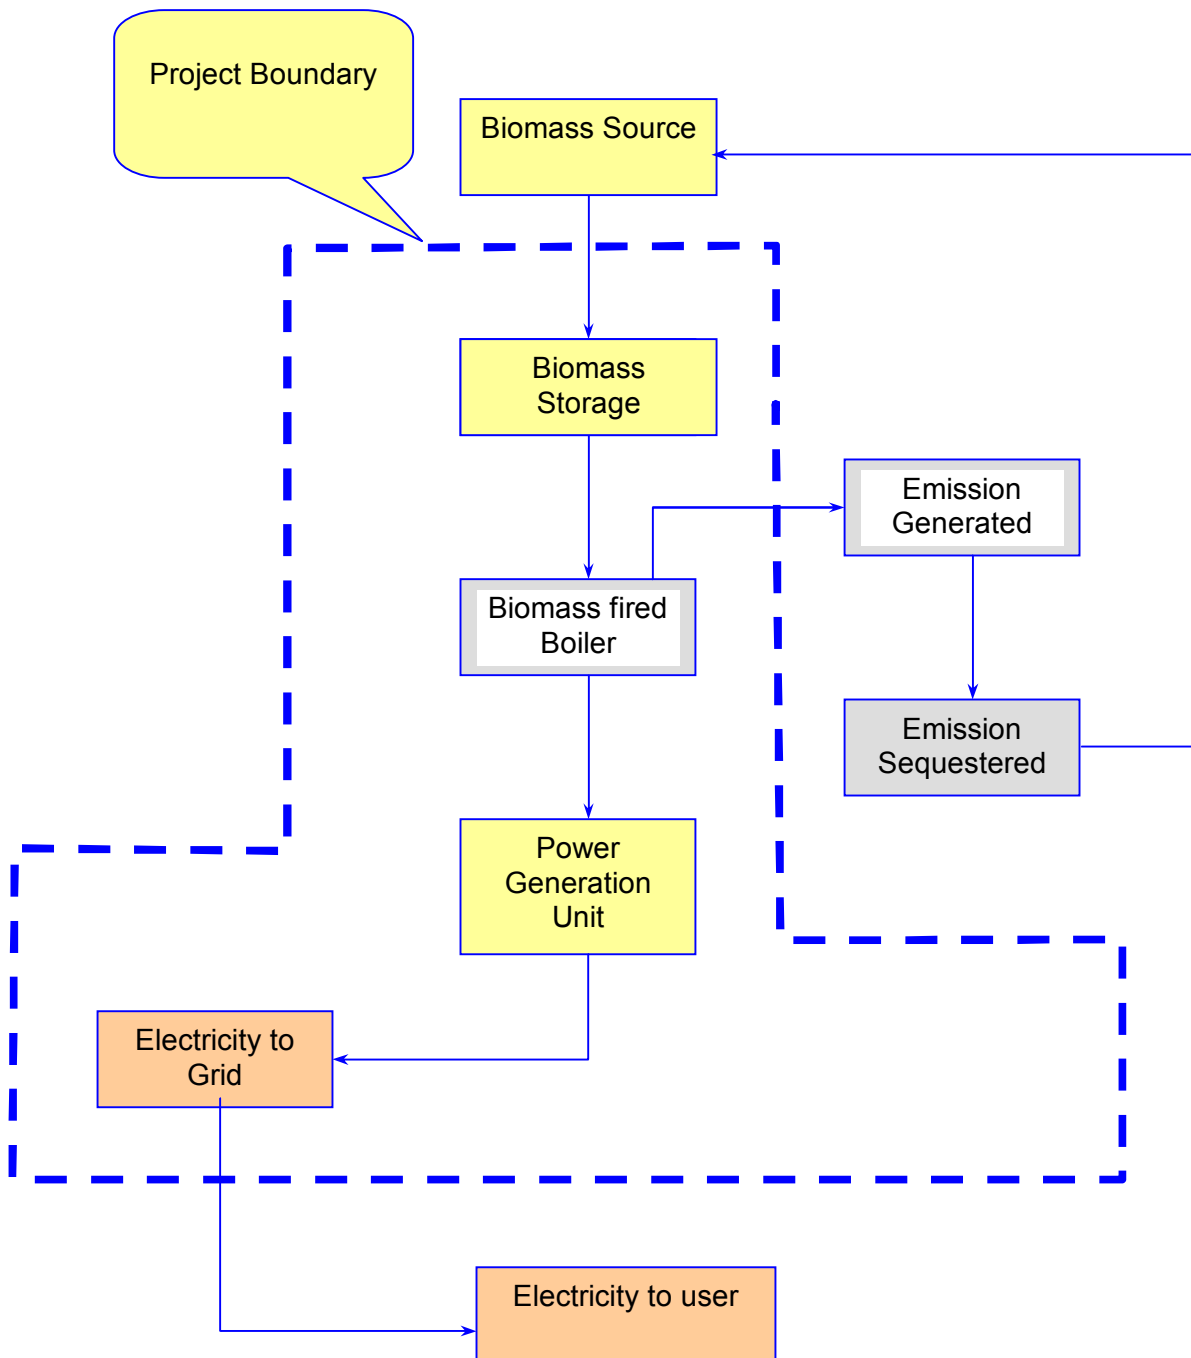 Project Boundary
Biomass Source
Biomass
Storage
Emission
Generated
Biomass fired
Boiler
Emission
Sequestered
Power
Generation
Unit
Electricity to
Grid
Electricity to user